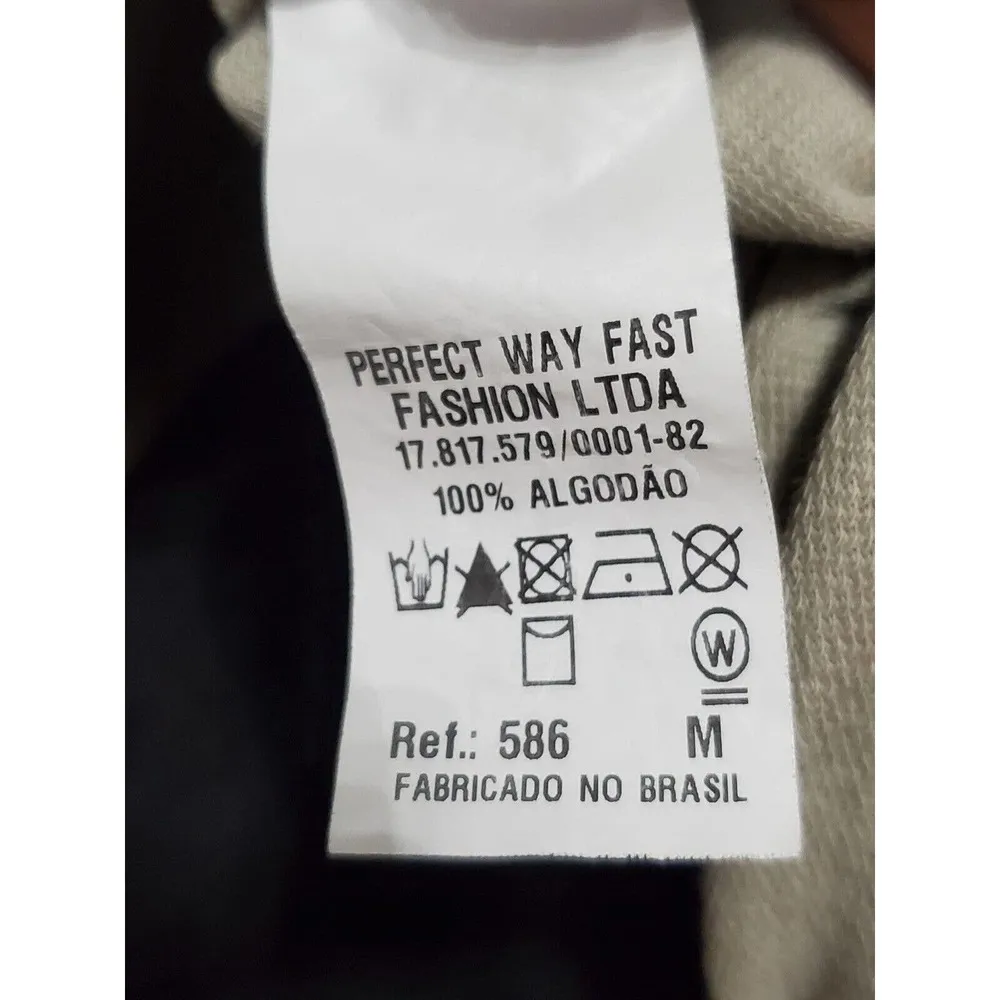 PERFECT WAY FAST
FASHION LTDA
17.817.579/0001-82
100% ALGODÃO
W
Ref.: 586 M
FABRICADO NO BRASIL